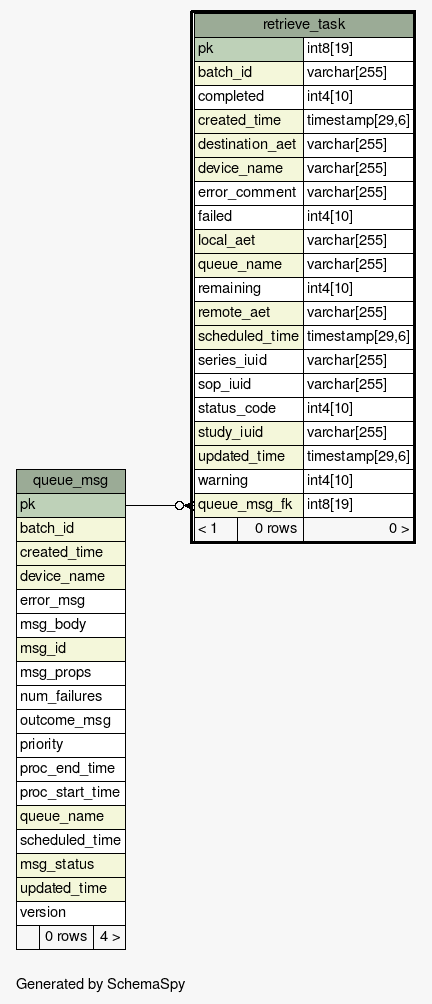 retrieve_task
pk int8[19]
batch_id varchar[255]
completed int4[10]
created_time timestamp[29,6]
destination_aet varchar[255]
device_name varchar[255]
error_comment varchar[255]
failed int4[10]
local_aet varchar[255]
queue_name varchar[255]
remaining int4[10]
remote_aet varchar[255]
scheduled_time timestamp[29,6]
series_iuid varchar[255]
sop_iuid varchar[255]
status_code int4[10]
study_iuid varchar[255]
updated_time timestamp[29,6]
warning int4[10]
queue_msg_fk int8[19]
< 1 0 rows 0 >
queue_msg
pk
batch_id
created_time
device_name
error_msg
msg_body
msg_id
msg_props
num_failures
outcome_msg
priority
proc_end_time
proc_start_time
queue_name
scheduled_time
msg_status
updated_time
version
0 rows 4 >
Generated by SchemaSpy